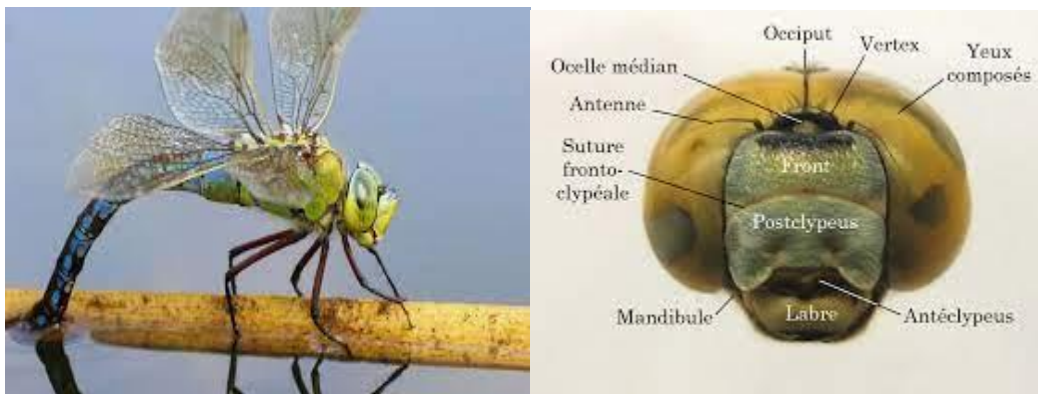 Occiput
Vertex
Yeux
composés
Ocelle médian
Antenne
Suture
fronto-
clypéale
Front
Postclypeus
Mandibule
Labre
Antéclypeus